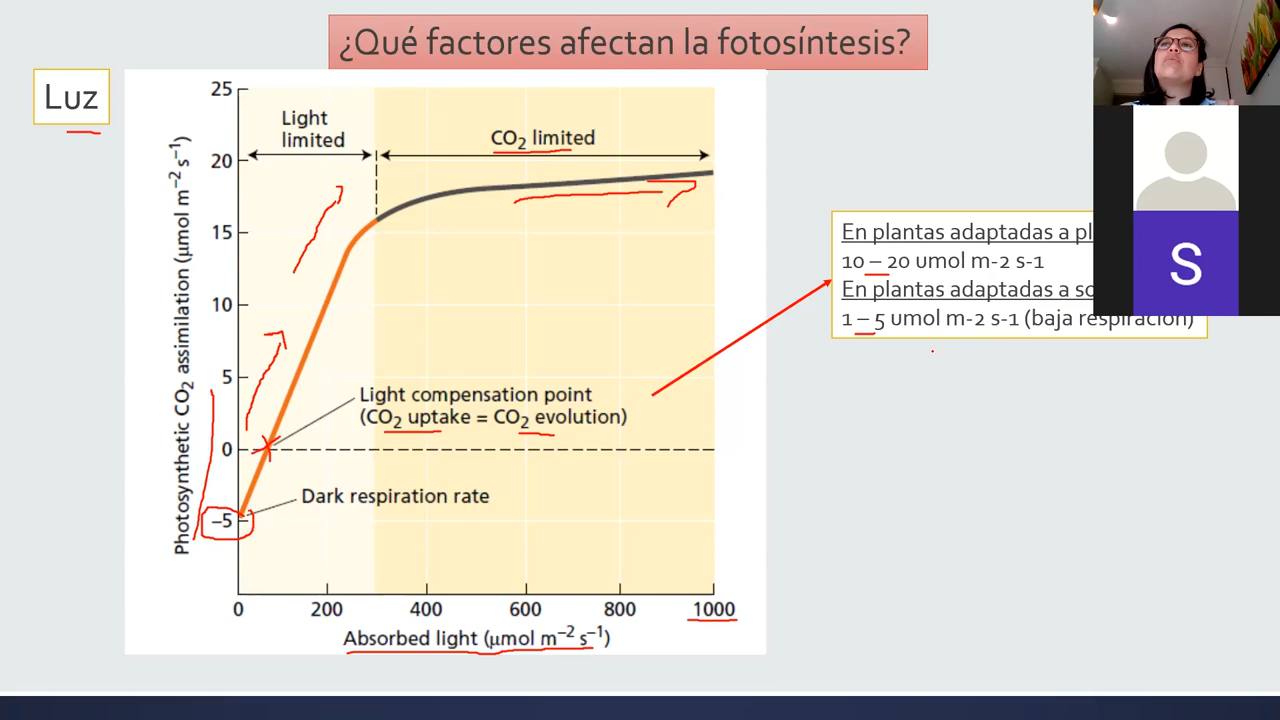 ¿Qué factores afectan la fotosíntesis?
Luz
25
20
15
10
5
0
–5
Photosynthetic CO₂ assimilation (μmol m⁻² s⁻¹)
Light
limited
CO₂ limited
Light compensation point
(CO₂ uptake = CO₂ evolution)
Dark respiration rate
0 200 400 600 800 1000
Absorbed light (μmol m⁻² s⁻¹)
En plantas adaptadas a
10 – 20 umol m-2 s-1
En plantas adaptadas a
1 – 5 umol m-2 s-1 (baja respiración)
S